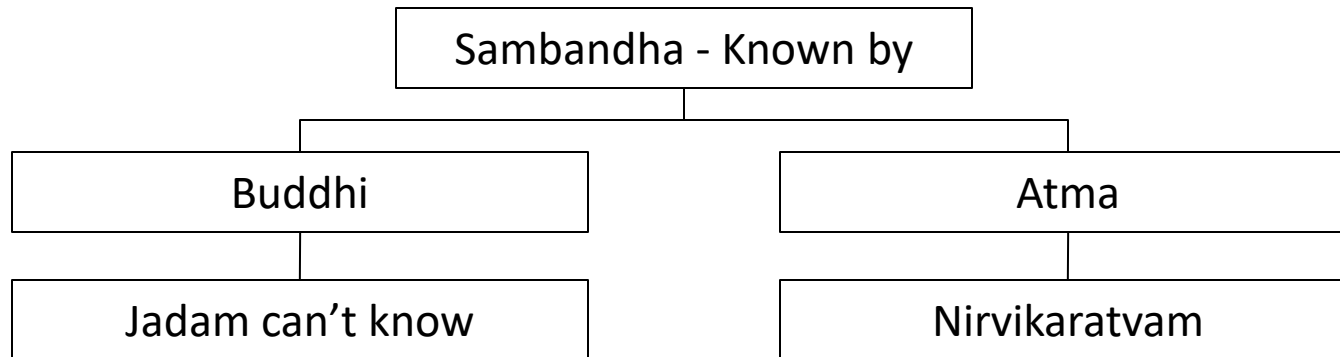 Sambandha - Known by
Buddhi
Atma
Jadam can’t know
Nirvikaratvam